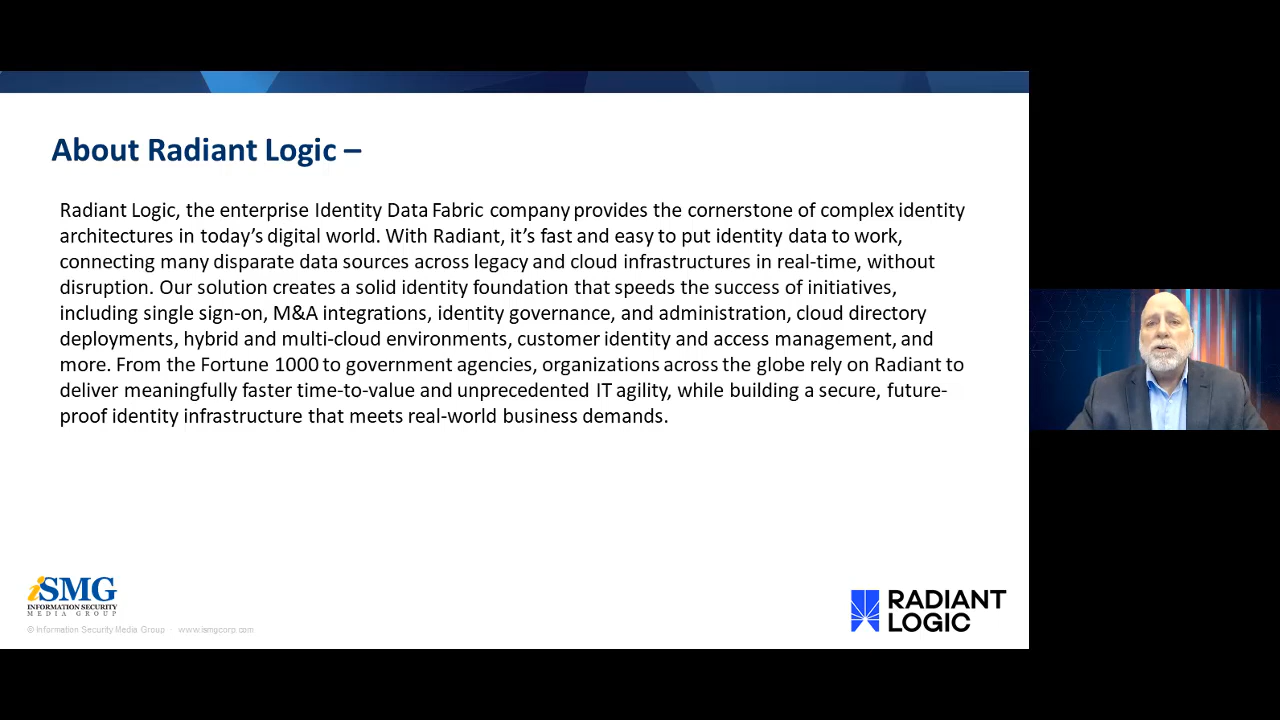 About Radiant Logic –
Radiant Logic, the enterprise Identity Data Fabric company provides the cornerstone of complex identity
architectures in today's digital world. With Radiant, it's fast and easy to put identity data to work,
connecting many disparate data sources across legacy and cloud infrastructures in real-time, without
disruption. Our solution creates a solid identity foundation that speeds the success of initiatives,
including single sign-on, M&A integrations, identity governance, and administration, cloud directory
deployments, hybrid and multi-cloud environments, customer identity and access management, and
more. From the Fortune 1000 to government agencies, organizations across the globe rely on Radiant to
deliver meaningfully faster time-to-value and unprecedented IT agility, while building a secure, future-
proof identity infrastructure that meets real-world business demands.
iSMG
INFORMATION SECURITY
MEDIA GROUP
© Information Security Media Group · www.ismgcorp.com
RADIANT
LOGIC